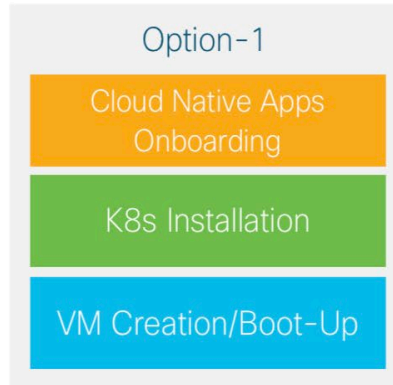 Option-1
Cloud Native Apps
Onboarding
K8s Installation
VM Creation/Boot-Up